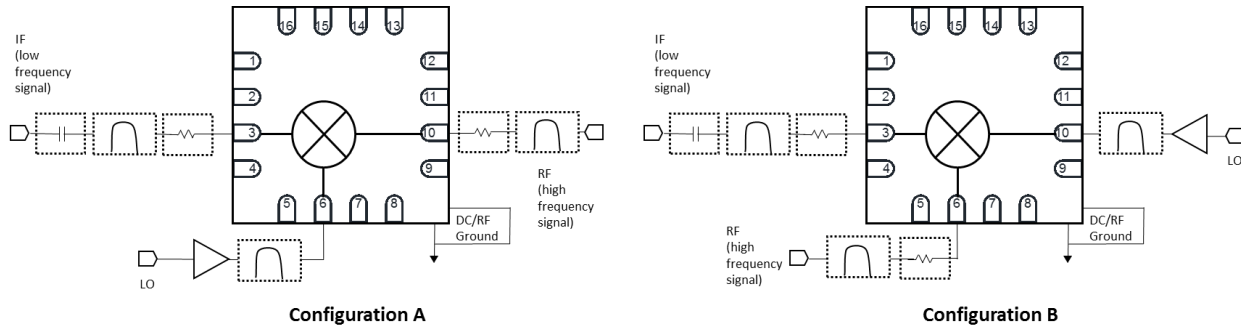 16 15 14 13
IF
(low
frequency
signal)
1
2
3
4
12
11
10
9
5 6 7 8
RF
(high
frequency
signal)
DC/RF
Ground
LO
Configuration A
16 15 14 13
IF
(low
frequency
signal)
1
2
3
4
12
11
10
9
LO
5 6 7 8
DC/RF
Ground
RF
(high
frequency
signal)
Configuration B